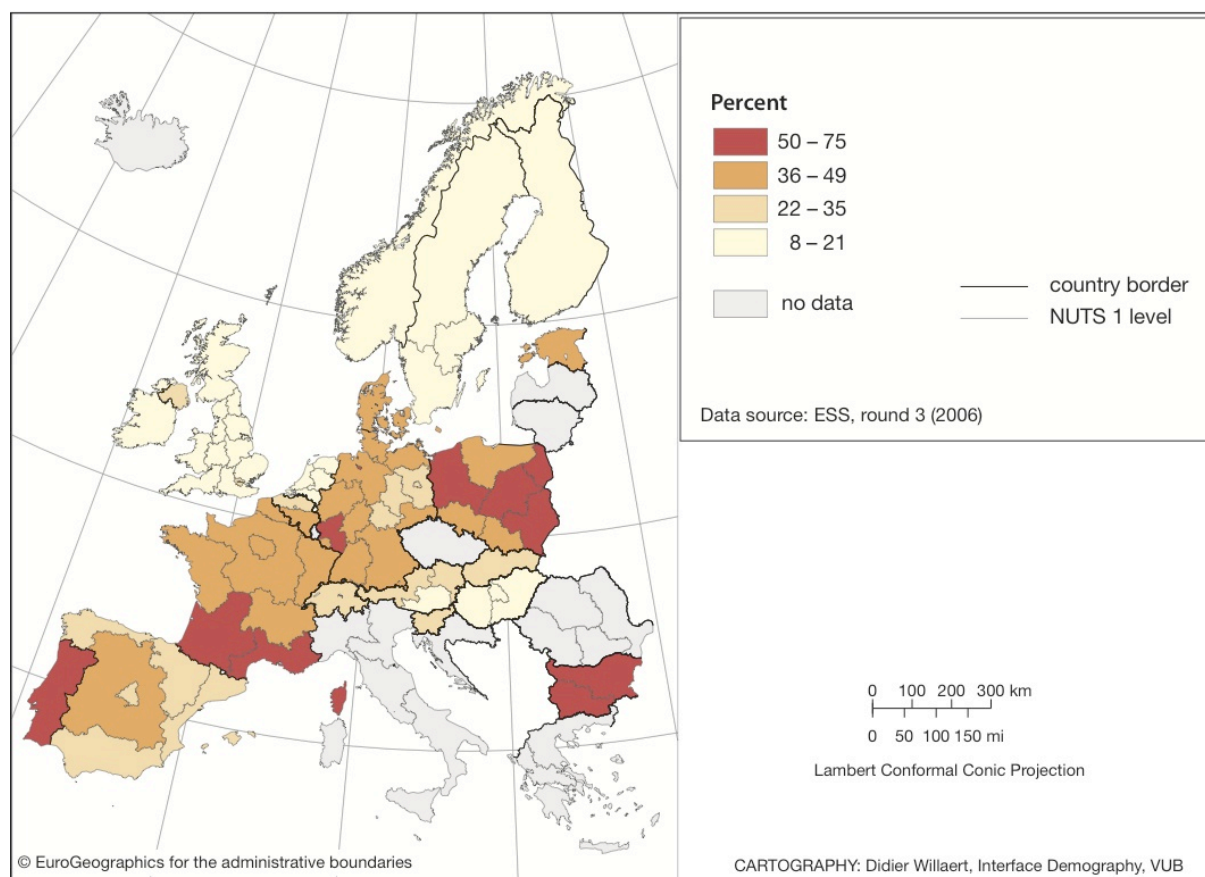 Percent
50 – 75
36 – 49
22 – 35
8 – 21
no data
country border
NUTS 1 level
Data source: ESS, round 3 (2006)
0 100 200 300 km
0 50 100 150 mi
Lambert Conformal Conic Projection
© EuroGeographics for the administrative boundaries
CARTOGRAPHY: Didier Willaert, Interface Demography, VUB